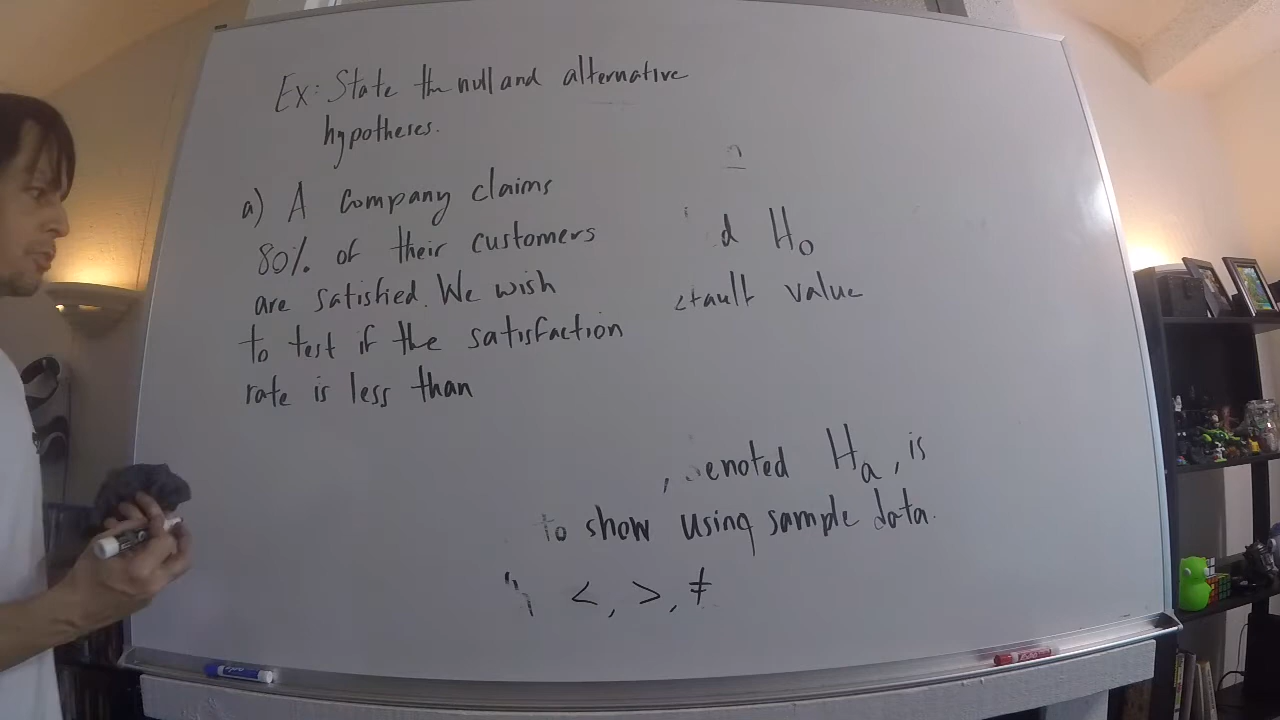 Ex: State the null and alternative
hypotheses.
a) A company claims
80% of their customers
are satisfied. We wish
to test if the satisfaction
rate is less than
d H0
value
, enoted Ha, is
to show using sample data.
<, >, ≠